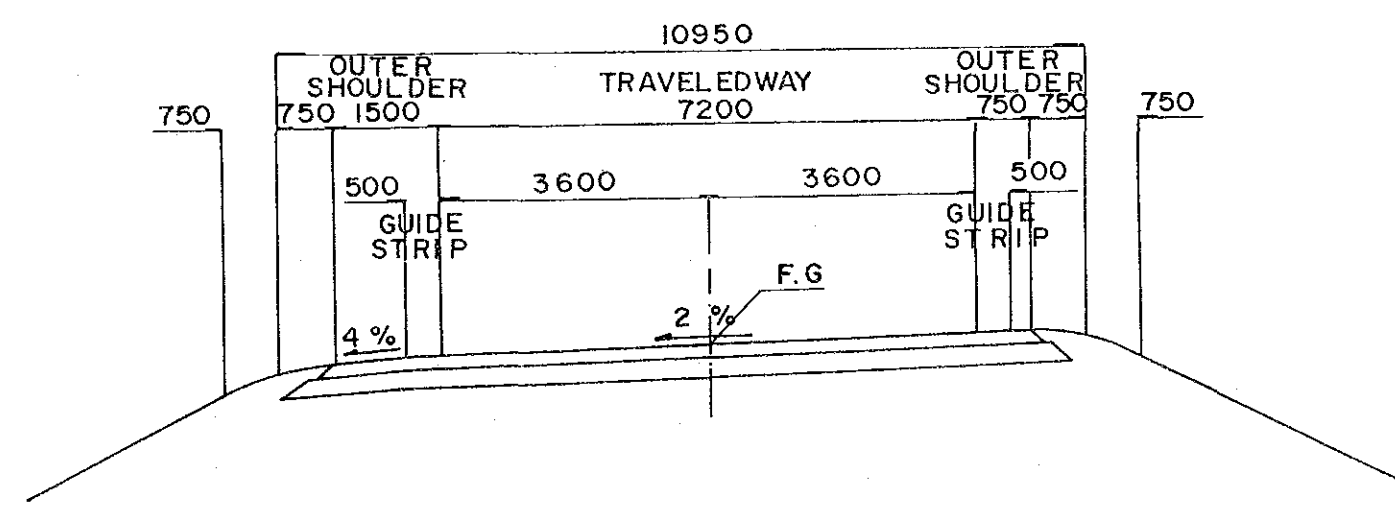 10950
OUTER
SHOULDER
TRAVELEDWAY
OUTER
SHOULDER
750
750 1500
7200
750 750
750
500
3600
3600
500
GUIDE
STRIP
GUIDE
STRIP
F.G
4 %
2 %